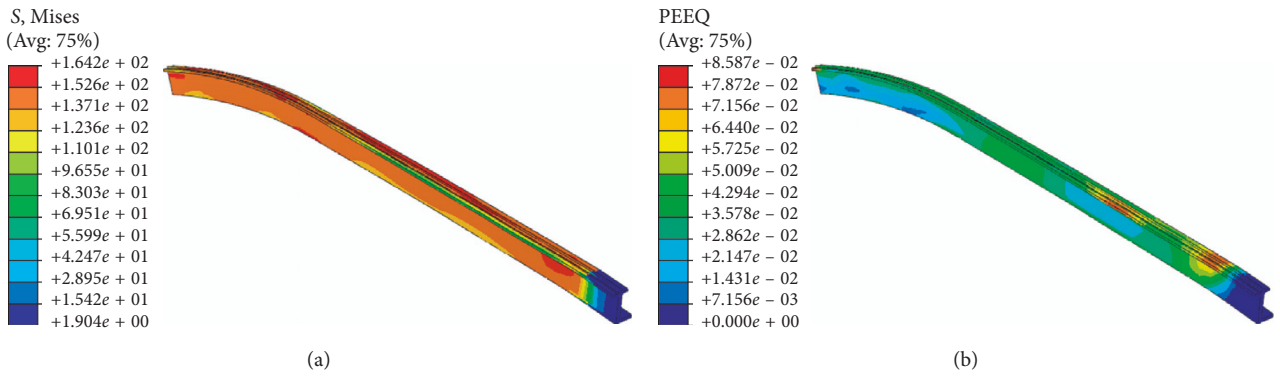 S, Mises
(Avg: 75%)
+1.642e + 02
+1.526e + 02
+1.371e + 02
+1.236e + 02
+1.101e + 02
+9.655e + 01
+8.303e + 01
+6.951e + 01
+5.599e + 01
+4.247e + 01
+2.895e + 01
+1.542e + 01
+1.904e + 00
(a)
PEEQ
(Avg: 75%)
+8.587e – 02
+7.872e – 02
+7.156e – 02
+6.440e – 02
+5.725e – 02
+5.009e – 02
+4.294e – 02
+3.578e – 02
+2.862e – 02
+2.147e – 02
+1.431e – 02
+7.156e – 03
+0.000e + 00
(b)